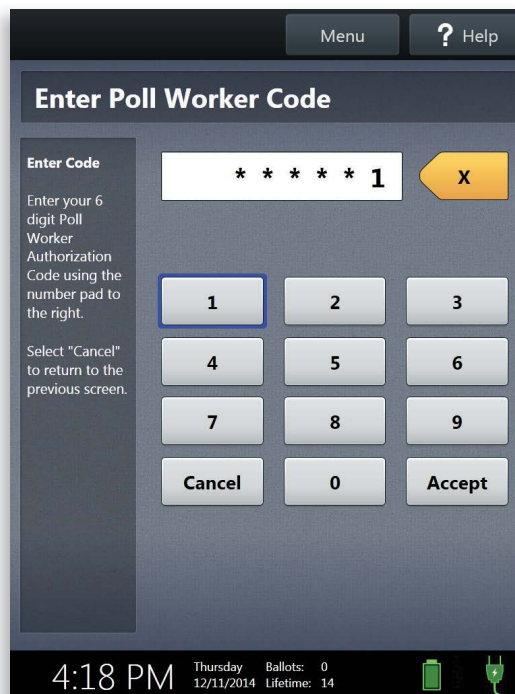 Menu
? Help
Enter Poll Worker Code
Enter Code
Enter your 6
digit Poll
Worker
Authorization
Code using the
number pad to
the right.
Select "Cancel"
to return to the
previous screen.
* * * * * 1
X
1 2 3
4 5 6
7 8 9
Cancel 0 Accept
4:18 PM
Thursday Ballots: 0
12/11/2014 Lifetime: 14